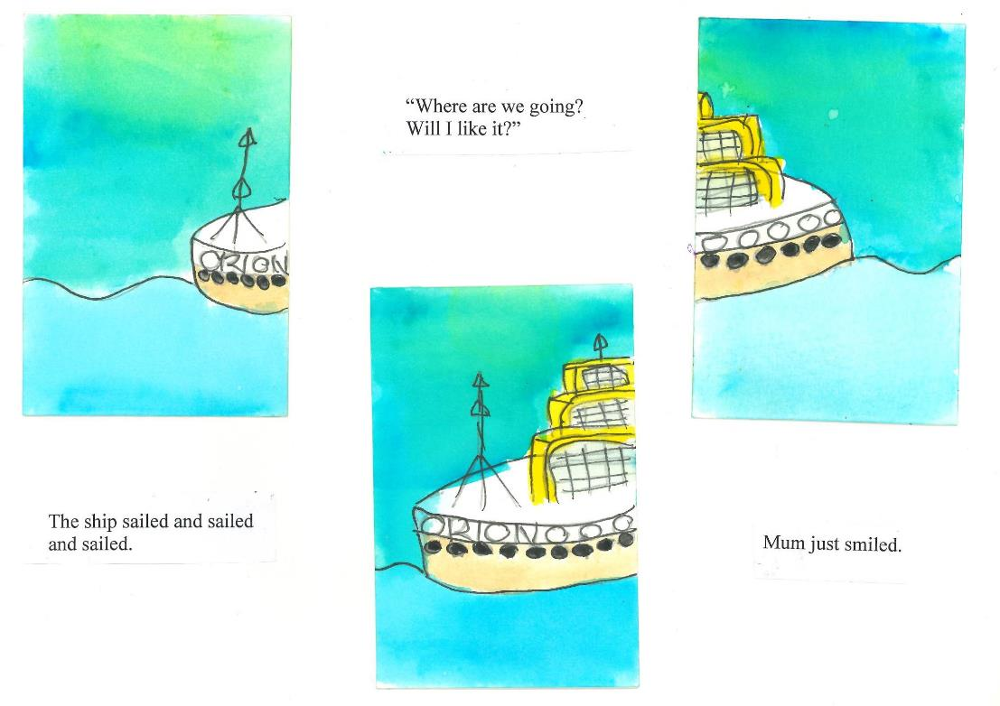 ORION
The ship sailed and sailed
and sailed.
“Where are we going?
Will I like it?”
ORION
Mum just smiled.